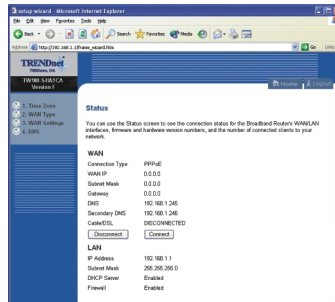 setup wizard - Microsoft Internet Explorer
File Edit View Favorites Tools Help
Back Search Favorites Media
Address http://192.168.1.1/frame_wizard.htm Go Links
TRENDnet
TRENDware, USA
TW100-S4W1CA
Version F
Home Logout
1. Time Zone
2. WAN Type
3. WAN Settings
4. DNS
Status
You can use the Status screen to see the connection status for the Broadband Router's WAN/LAN
interfaces, firmware and hardware version numbers, and the number of connected clients to your
network.
WAN
Connection Type PPPoE
WAN IP 0.0.0.0
Subnet Mask 0.0.0.0
Gateway 0.0.0.0
DNS 192.168.1.245
Secondary DNS 192.168.1.246
Cable/DSL DISCONNECTED
Disconnect Connect
LAN
IP Address 192.168.1.1
Subnet Mask 255.255.255.0
DHCP Server Enabled
Firewall Enabled